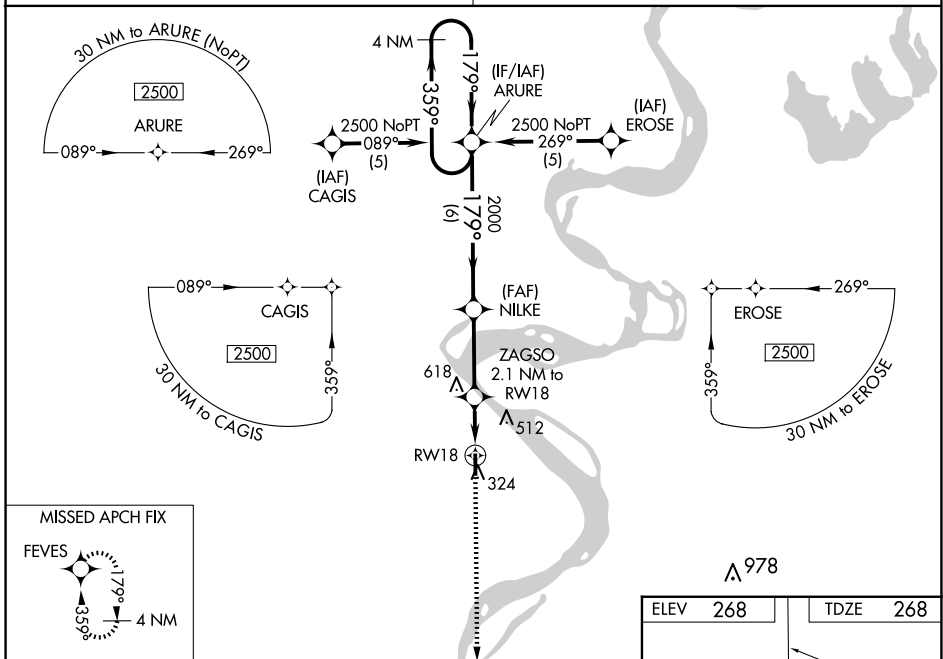 30 NM to ARURE (NoPT)
2500
ARURE
089°
269°
4 NM
359°
179°
(IF/IAF)
ARURE
2500 NoPT
089°
(5)
(IAF)
CAGIS
2500 NoPT
269°
(5)
(IAF)
EROSE
2000
179°
(6)
089°
CAGIS
2500
359°
30 NM to CAGIS
(FAF)
NILKE
269°
EROSE
2500
359°
30 NM to EROSE
ZAGSO
2.1 NM to
RW18
618
512
RW18
324
MISSED APCH FIX
FEVES
179°
359°
4 NM
978
ELEV 268
TDZE 268